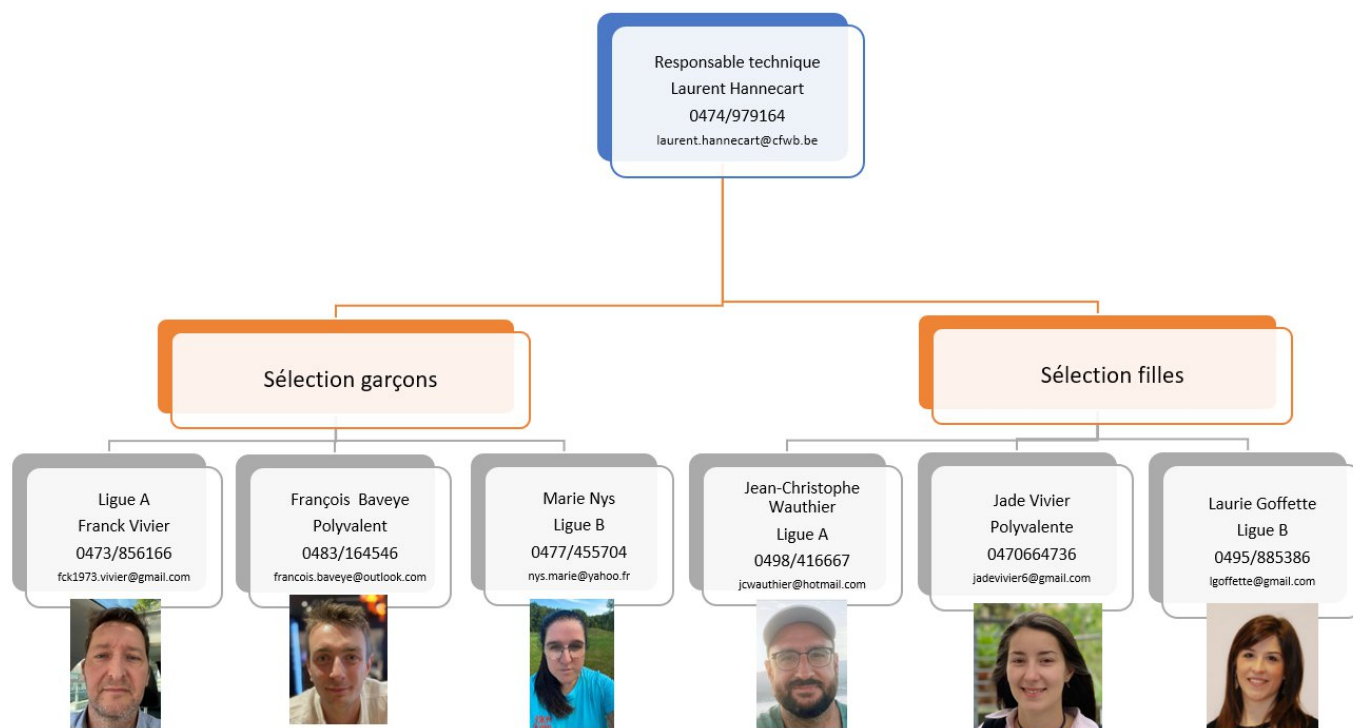 Responsable technique
Laurent Hannecart
0474/979164
laurent.hannecart@cfwb.be
Sélection garçons
Sélection filles
Ligue A
Franck Vivier
0473/856166
fck1973.vivier@gmail.com
François Baveye
Polyvalent
0483/164546
francois.baveye@outlook.com
Marie Nys
Ligue B
0477/455704
nys.marie@yahoo.fr
Jean-Christophe
Wauthier
Ligue A
0498/416667
jcwauthier@hotmail.com
Jade Vivier
Polyvalente
0470664736
jadevivier6@gmail.com
Laurie Goffette
Ligue B
0495/885386
lgoffette@gmail.com